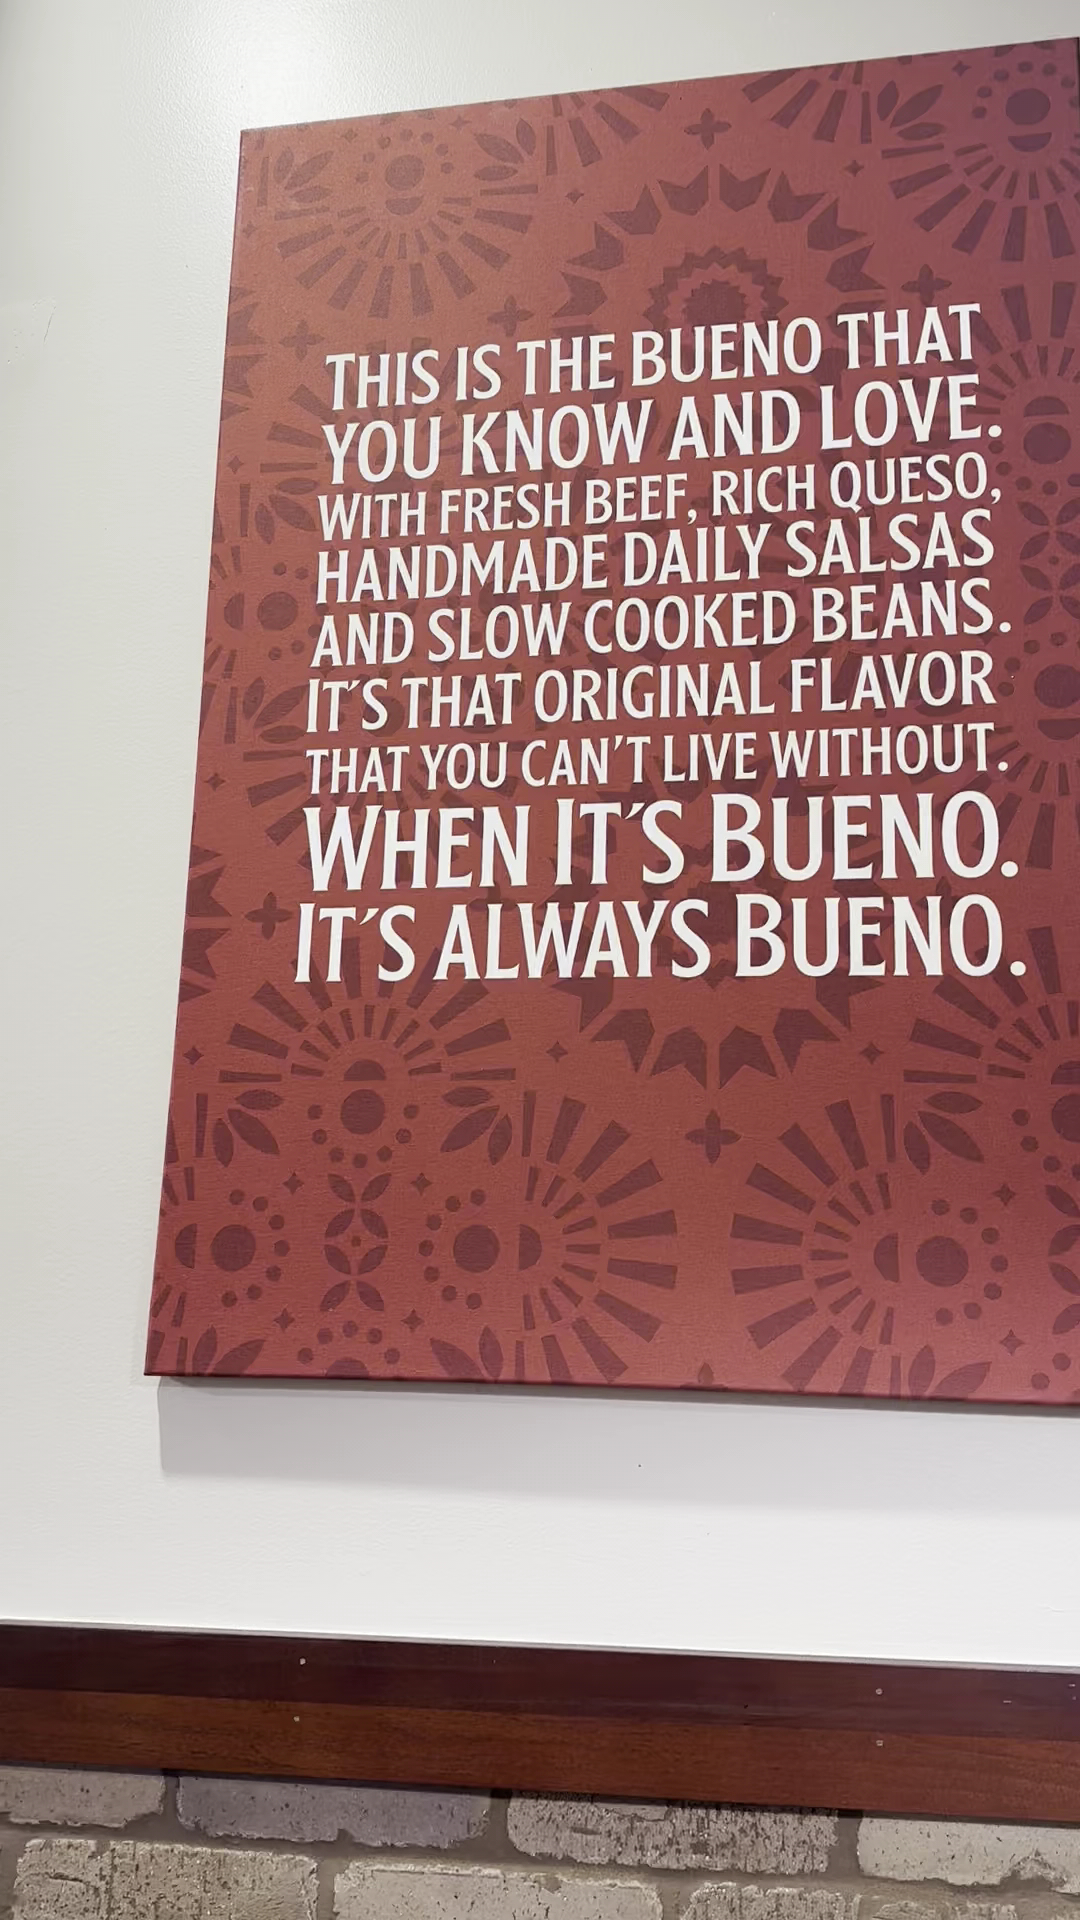 THIS IS THE BUENO THAT
YOU KNOW AND LOVE.
WITH FRESH BEEF, RICH QUESO,
HANDMADE DAILY SALSAS
AND SLOW COOKED BEANS.
IT'S THAT ORIGINAL FLAVOR
THAT YOU CAN'T LIVE WITHOUT.
WHEN IT'S BUENO.
IT'S ALWAYS BUENO.